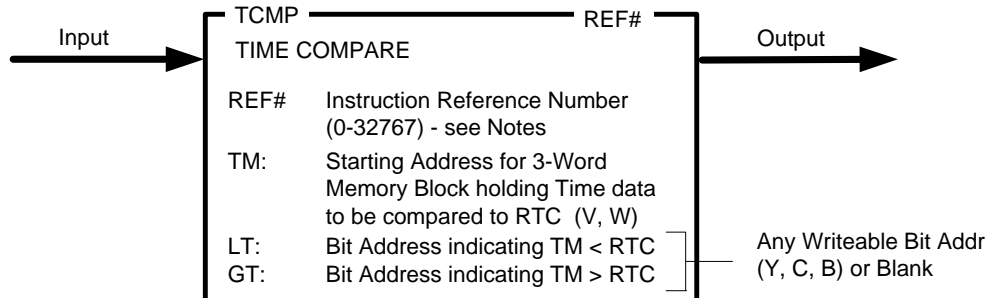 TCMP REF#
Input
TIME COMPARE
Output
REF# Instruction Reference Number
(0-32767) - see Notes
TM: Starting Address for 3-Word
Memory Block holding Time data
to be compared to RTC (V, W)
LT: Bit Address indicating TM < RTC
GT: Bit Address indicating TM > RTC
Any Writeable Bit Addr
(Y, C, B) or Blank